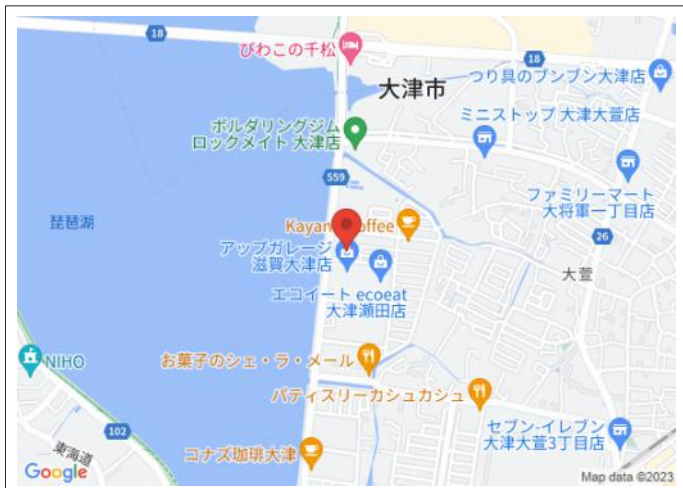 18
びわこの千松
18
つり具のブンブン大津店
大津市
ミニストップ 大津大萱店
ボルダリングジム
ロックメイト 大津店
559
ファミリーマート
大将軍一丁目店
琵琶湖
26
アップガレージ
滋賀大津店
大萱
エコイート ecoeat
大津瀬田店
お菓子のシェ・ラ・メール
NIHO
パティスリーカシュカシュ
セブン-イレブン
大津大萱3丁目店
102
東海道
コナズ珈琲大津
Google
Map data ©2023